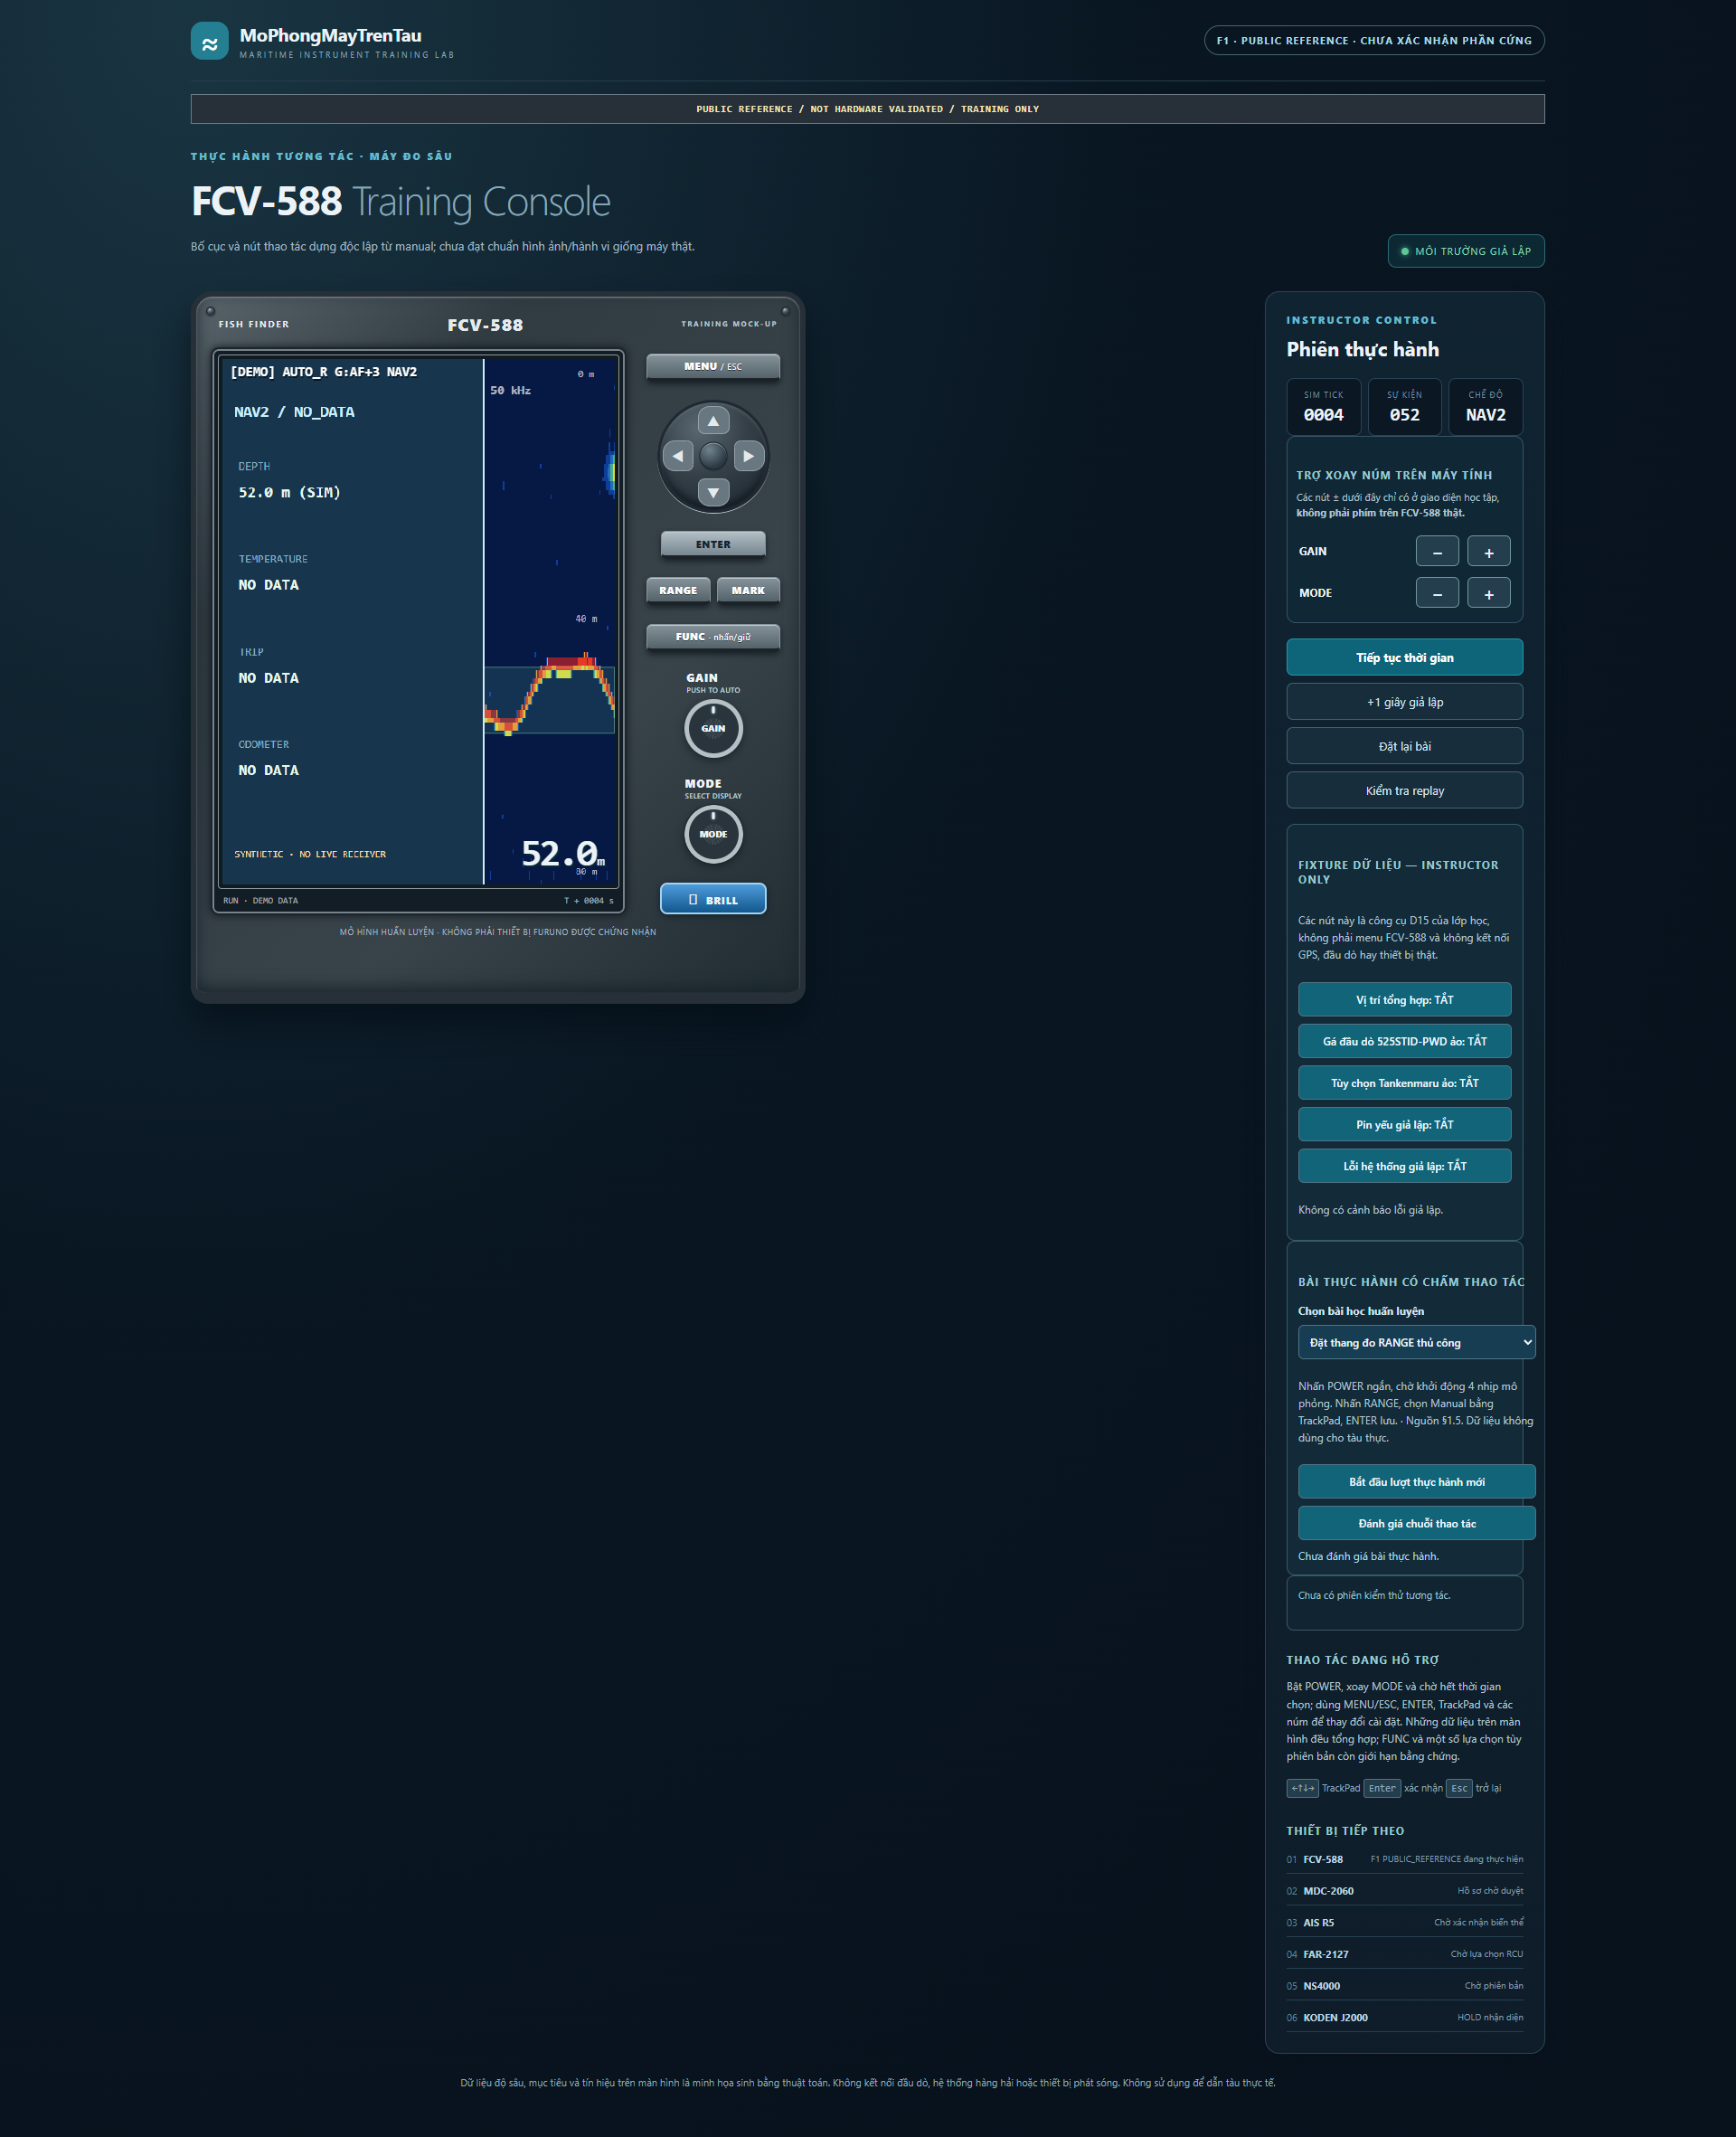 ≈ MoPhongMayTrenTau
MARITIME INSTRUMENT TRAINING LAB
F1 · PUBLIC REFERENCE · CHƯA XÁC NHẬN PHẦN CỨNG
PUBLIC REFERENCE / NOT HARDWARE VALIDATED / TRAINING ONLY
THỰC HÀNH TƯƠNG TÁC · MÁY ĐO SÂU
FCV-588 Training Console
Bố cục và nút thao tác dựng độc lập từ manual; chưa đạt chuẩn hình ảnh/hành vi giống máy thật.
MÔI TRƯỜNG GIẢ LẬP
FISH FINDER
FCV-588
TRAINING MOCK-UP
[DEMO] AUTO_R G:AF+3 NAV2
NAV2 / NO_DATA
DEPTH
52.0 m (SIM)
TEMPERATURE
NO DATA
TRIP
NO DATA
ODOMETER
NO DATA
SYNTHETIC · NO LIVE RECEIVER
0 m
50 kHz
40 m
52.0m
80 m
RUN · DEMO DATA
T + 0004 s
MENU / ESC
▲
◀ ▶
▼
ENTER
RANGE
MARK
FUNC · nhấn/giữ
GAIN
PUSH TO AUTO
GAIN
MODE
SELECT DISPLAY
MODE
BRILL
MÔ HÌNH HUẤN LUYỆN · KHÔNG PHẢI THIẾT BỊ FURUNO ĐƯỢC CHỨNG NHẬN
INSTRUCTOR CONTROL
Phiên thực hành
SIM TICK
0004
SỰ KIỆN
052
CHẾ ĐỘ
NAV2
TRỢ XOAY NÚM TRÊN MÁY TÍNH
Các nút ± dưới đây chỉ có ở giao diện học tập,
không phải phím trên FCV-588 thật.
GAIN − +
MODE − +
Tiếp tục thời gian
+1 giây giả lập
Đặt lại bài
Kiểm tra replay
FIXTURE DỮ LIỆU — INSTRUCTOR
ONLY
Các nút này là công cụ D15 của lớp học,
không phải menu FCV-588 và không kết nối
GPS, đầu dò hay thiết bị thật.
Vị trí tổng hợp: TẮT
Gá đầu dò 525STID-PWD ảo: TẮT
Tùy chọn Tankenmaru ảo: TẮT
Pin yếu giả lập: TẮT
Lỗi hệ thống giả lập: TẮT
Không có cảnh báo lỗi giả lập.
BÀI THỰC HÀNH CÓ CHẤM THAO TÁC
Chọn bài học huấn luyện
Đặt thang đo RANGE thủ công
Nhấn POWER ngắn, chờ khởi động 4 nhịp mô
phỏng. Nhấn RANGE, chọn Manual bằng
TrackPad, ENTER lưu. · Nguồn §1.5. Dữ liệu không
dùng cho tàu thực.
Bắt đầu lượt thực hành mới
Đánh giá chuỗi thao tác
Chưa đánh giá bài thực hành.
Chưa có phiên kiểm thử tương tác.
THAO TÁC ĐANG HỖ TRỢ
Bật POWER, xoay MODE và chờ hết thời gian
chọn; dùng MENU/ESC, ENTER, TrackPad và các
núm để thay đổi cài đặt. Những dữ liệu trên màn
hình đều tổng hợp; FUNC và một số lựa chọn tùy
phiên bản còn giới hạn bằng chứng.
←↑↓→ TrackPad Enter xác nhận Esc trở lại
THIẾT BỊ TIẾP THEO
01 FCV-588 F1 PUBLIC_REFERENCE đang thực hiện
02 MDC-2060 Hồ sơ chờ duyệt
03 AIS R5 Chờ xác nhận biến thể
04 FAR-2127 Chờ lựa chọn RCU
05 NS4000 Chờ phiên bản
06 KODEN J2000 HOLD nhận diện
Dữ liệu độ sâu, mục tiêu và tín hiệu trên màn hình là minh họa sinh bằng thuật toán. Không kết nối đầu dò, hệ thống hàng hải hoặc thiết bị phát sóng. Không sử dụng để dẫn tàu thực tế.